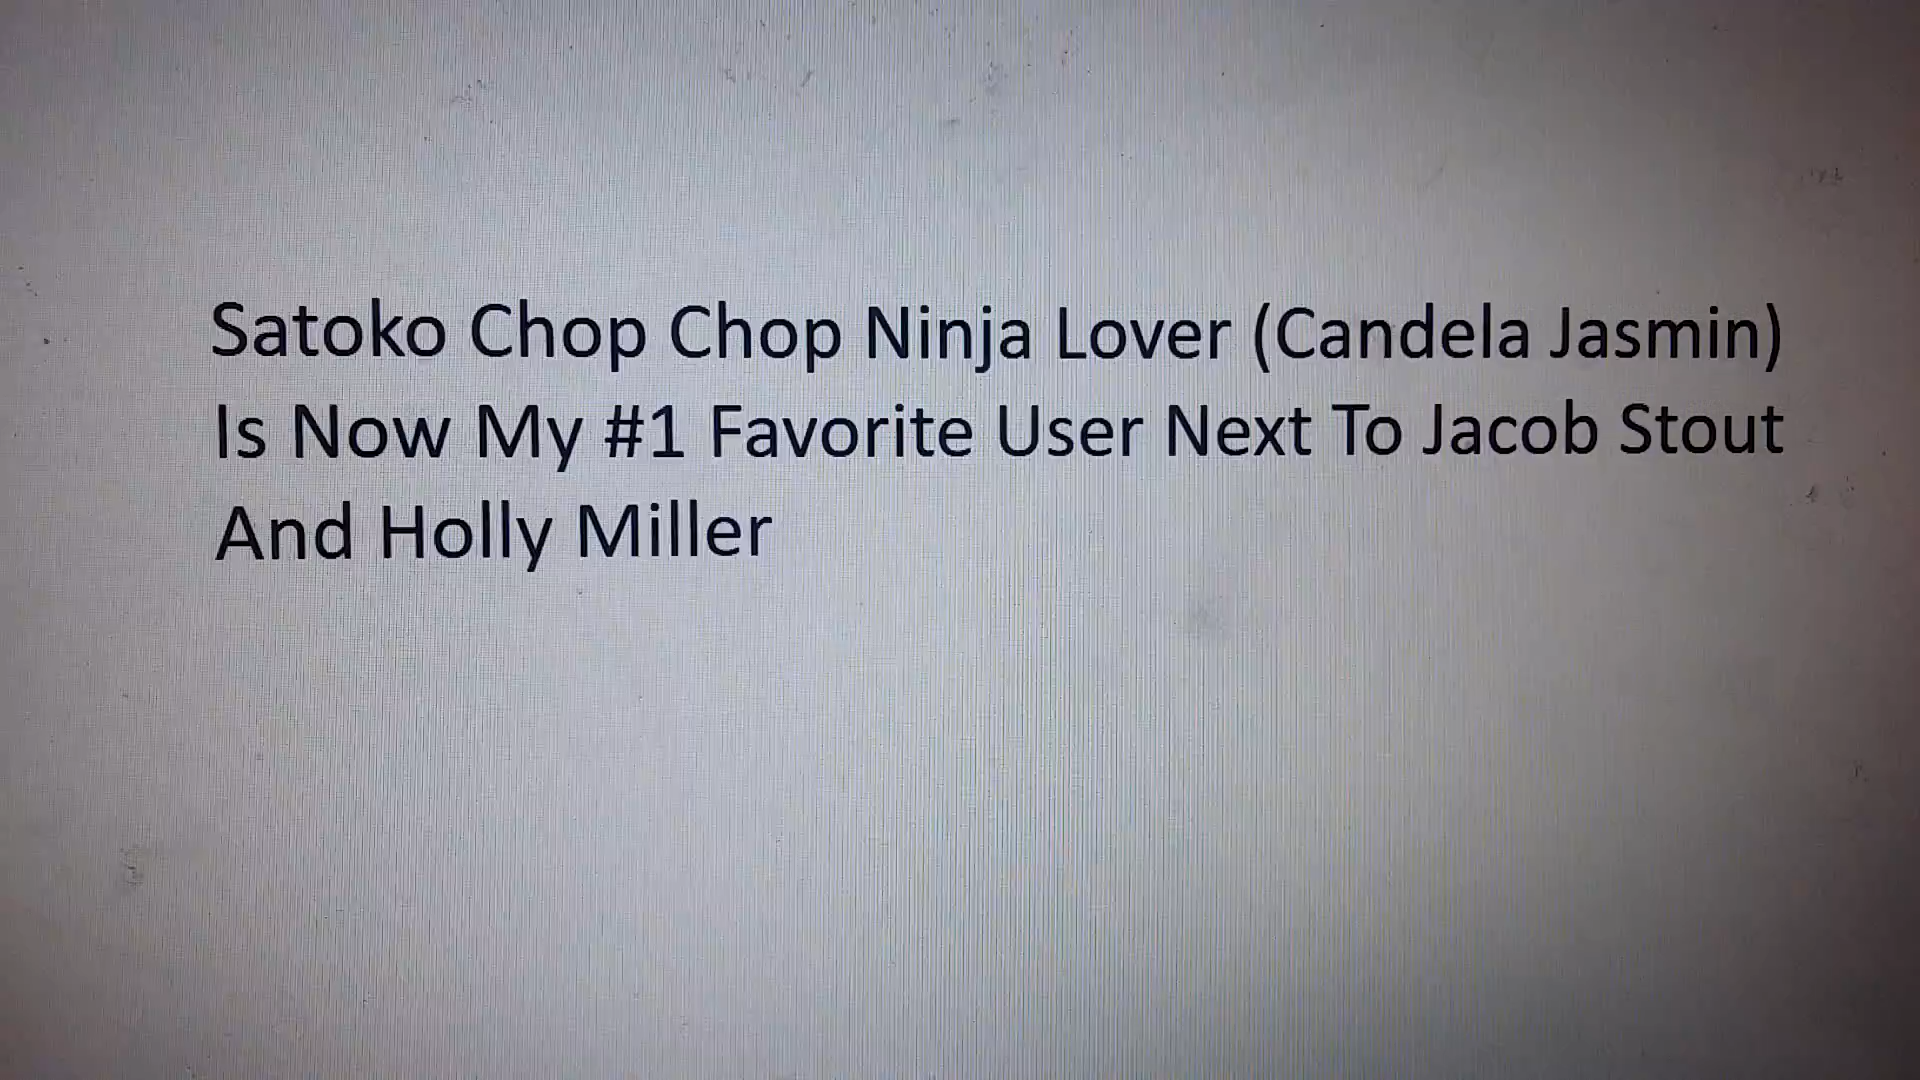 Satoko Chop Chop Ninja Lover (Candela Jasmin)
Is Now My #1 Favorite User Next To Jacob Stout
And Holly Miller